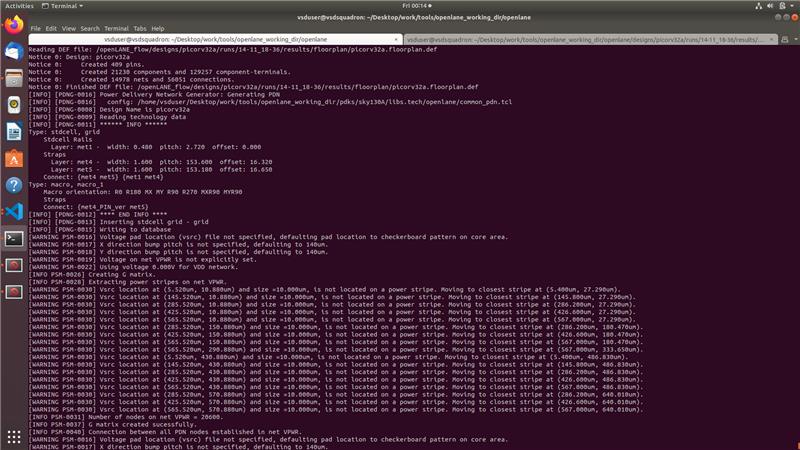 Activities Terminal Fri 00:14
vsduser@vsdsquadron: ~/Desktop/work/tools/openlane_working_dir/openlane
File Edit View Search Terminal Tabs Help
vsduser@vsdsquadron: ~/Desktop/work/tools/openlane_working_dir/openlane
vsduser@vsdsquadron: ~/Desktop/work/tools/openlane_working_dir/openlane/designs/picorv32a/runs/14-11_18-36/results/...
Reading DEF file: /openLANE_flow/designs/picorv32a/runs/14-11_18-36/results/floorplan/picorv32a.floorplan.def
Notice 0: Design: picorv32a
Notice 0: Created 409 pins.
Notice 0: Created 21230 components and 129257 component-terminals.
Notice 0: Created 14978 nets and 56051 connections.
Notice 0: Finished DEF file: /openLANE_flow/designs/picorv32a/runs/14-11_18-36/results/floorplan/picorv32a.floorplan.def
[INFO] [PDNG-0016] Power Delivery Network Generator: Generating PDN
[INFO] [PDNG-0016] config: /home/vsduser/Desktop/work/tools/openlane_working_dir/pdks/sky130A/libs.tech/openlane/common_pdn.tcl
[INFO] [PDNG-0008] Design Name is picorv32a
[INFO] [PDNG-0009] Reading technology data
[INFO] [PDNG-0011] ****** INFO ******
Type: stdcell, grid
Stdcell Rails
Layer: met1 - width: 0.480 pitch: 2.720 offset: 0.000
Straps
Layer: met4 - width: 1.600 pitch: 153.600 offset: 16.320
Layer: met5 - width: 1.600 pitch: 153.180 offset: 16.650
Connect: {met4 met5} {met1 met4}
Type: macro, macro_1
Macro orientation: R0 R180 MX MY R90 R270 MXR90 MYR90
Straps
Connect: {met4_PIN_ver met5}
[INFO] [PDNG-0012] **** END INFO ****
[INFO] [PDNG-0013] Inserting stdcell grid - grid
[INFO] [PDNG-0015] Writing to database
[WARNING PSM-0016] Voltage pad location (vsrc) file not specified, defaulting pad location to checkerboard pattern on core area.
[WARNING PSM-0017] X direction bump pitch is not specified, defaulting to 140um.
[WARNING PSM-0018] Y direction bump pitch is not specified, defaulting to 140um.
[WARNING PSM-0019] Voltage on net VPWR is not explicitly set.
[WARNING PSM-0022] Using voltage 0.000V for VDD network.
[INFO PSM-0026] Creating G matrix.
[INFO PSM-0028] Extracting power stripes on net VPWR.
[WARNING PSM-0030] Vsrc location at (5.520um, 10.880um) and size =10.000um, is not located on a power stripe. Moving to closest stripe at (5.400um, 27.290um).
[WARNING PSM-0030] Vsrc location at (145.520um, 10.880um) and size =10.000um, is not located on a power stripe. Moving to closest stripe at (145.800um, 27.290um).
[WARNING PSM-0030] Vsrc location at (285.520um, 10.880um) and size =10.000um, is not located on a power stripe. Moving to closest stripe at (286.200um, 27.290um).
[WARNING PSM-0030] Vsrc location at (425.520um, 10.880um) and size =10.000um, is not located on a power stripe. Moving to closest stripe at (426.600um, 27.290um).
[WARNING PSM-0030] Vsrc location at (565.520um, 10.880um) and size =10.000um, is not located on a power stripe. Moving to closest stripe at (567.000um, 27.290um).
[WARNING PSM-0030] Vsrc location at (285.520um, 150.880um) and size =10.000um, is not located on a power stripe. Moving to closest stripe at (286.200um, 180.470um).
[WARNING PSM-0030] Vsrc location at (425.520um, 150.880um) and size =10.000um, is not located on a power stripe. Moving to closest stripe at (426.600um, 180.470um).
[WARNING PSM-0030] Vsrc location at (565.520um, 150.880um) and size =10.000um, is not located on a power stripe. Moving to closest stripe at (567.000um, 180.470um).
[WARNING PSM-0030] Vsrc location at (565.520um, 290.880um) and size =10.000um, is not located on a power stripe. Moving to closest stripe at (567.000um, 333.650um).
[WARNING PSM-0030] Vsrc location at (5.520um, 430.880um) and size =10.000um, is not located on a power stripe. Moving to closest stripe at (5.400um, 486.830um).
[WARNING PSM-0030] Vsrc location at (145.520um, 430.880um) and size =10.000um, is not located on a power stripe. Moving to closest stripe at (145.800um, 486.830um).
[WARNING PSM-0030] Vsrc location at (285.520um, 430.880um) and size =10.000um, is not located on a power stripe. Moving to closest stripe at (286.200um, 486.830um).
[WARNING PSM-0030] Vsrc location at (425.520um, 430.880um) and size =10.000um, is not located on a power stripe. Moving to closest stripe at (426.600um, 486.830um).
[WARNING PSM-0030] Vsrc location at (565.520um, 430.880um) and size =10.000um, is not located on a power stripe. Moving to closest stripe at (567.000um, 486.830um).
[WARNING PSM-0030] Vsrc location at (285.520um, 570.880um) and size =10.000um, is not located on a power stripe. Moving to closest stripe at (286.200um, 640.010um).
[WARNING PSM-0030] Vsrc location at (425.520um, 570.880um) and size =10.000um, is not located on a power stripe. Moving to closest stripe at (426.600um, 640.010um).
[WARNING PSM-0030] Vsrc location at (565.520um, 570.880um) and size =10.000um, is not located on a power stripe. Moving to closest stripe at (567.000um, 640.010um).
[INFO PSM-0031] Number of nodes on net VPWR = 20600.
[INFO PSM-0037] G matrix created sucessfully.
[INFO PSM-0040] Connection between all PDN nodes established in net VPWR.
[WARNING PSM-0016] Voltage pad location (vsrc) file not specified, defaulting pad location to checkerboard pattern on core area.
[WARNING PSM-0017] X direction bump pitch is not specified, defaulting to 140um.